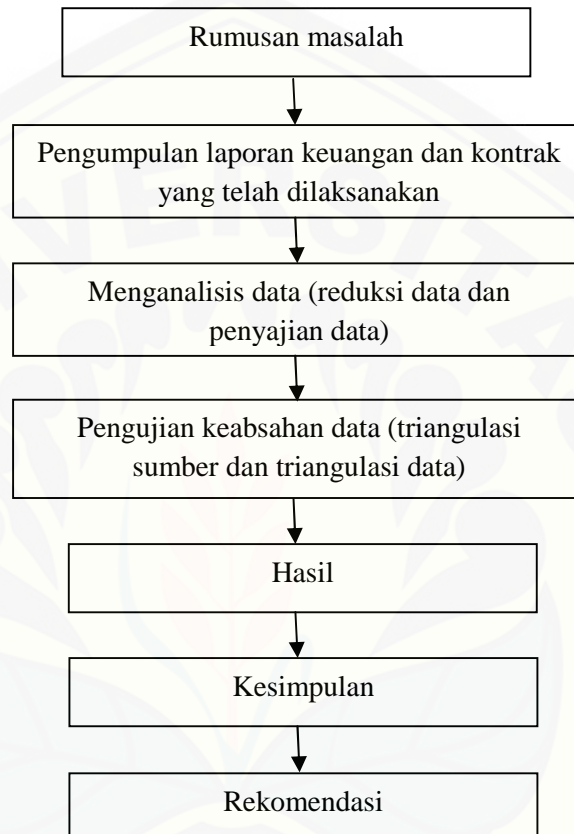 Rumusan masalah
Pengumpulan laporan keuangan dan kontrak
yang telah dilaksanakan
Menganalisis data (reduksi data dan
penyajian data)
Pengujian keabsahan data (triangulasi
sumber dan triangulasi data)
Hasil
Kesimpulan
Rekomendasi